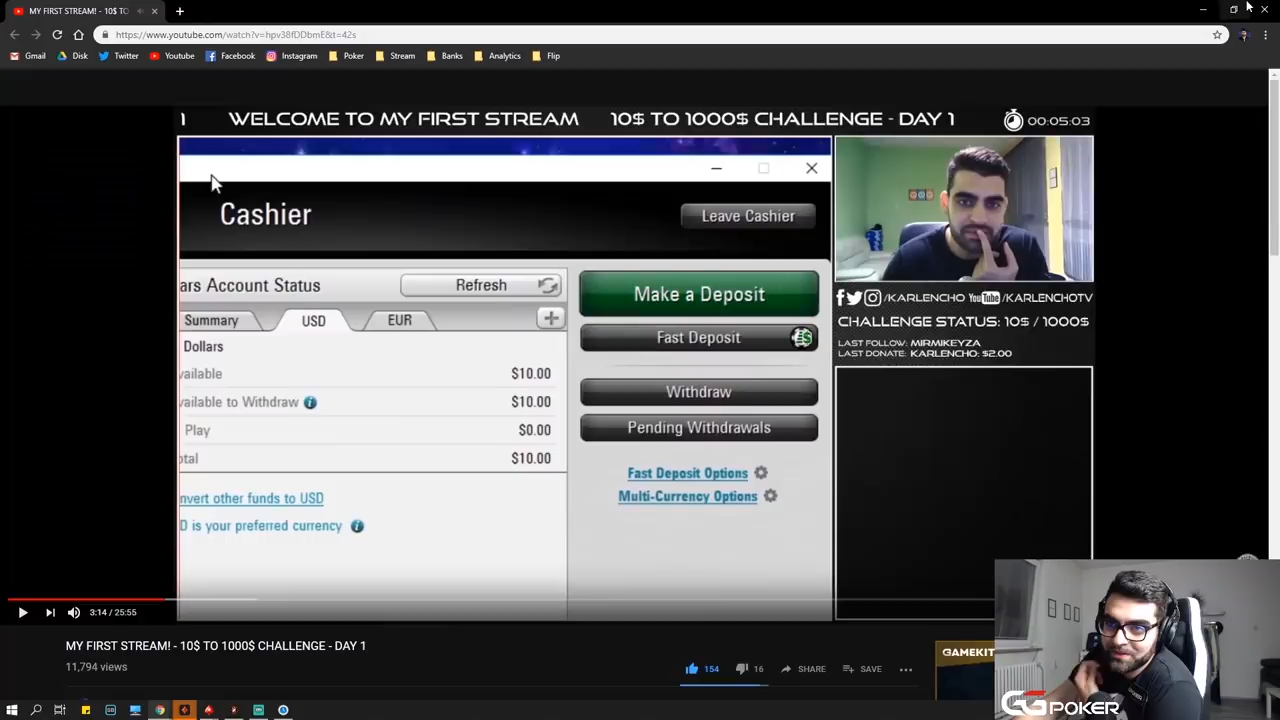 MY FIRST STREAM! - 10$ TO
https://www.youtube.com/watch?v=hpv38fDDbmE&t=42s
Gmail Disk Twitter Youtube Facebook Instagram Poker Stream Banks Analytics Flip
1 WELCOME TO MY FIRST STREAM 10$ TO 1000$ CHALLENGE - DAY 1 00:05:03
Cashier
Leave Cashier
ars Account Status
Refresh
Make a Deposit
Summary USD EUR
Fast Deposit
Dollars
vailable $10.00
vailable to Withdraw $10.00
Withdraw
Play $0.00
Pending Withdrawals
otal $10.00
Fast Deposit Options
Multi-Currency Options
nvert other funds to USD
D is your preferred currency
/KARLENCHO YouTube /KARLENCHOTV
CHALLENGE STATUS: 10$ / 1000$
LAST FOLLOW: MIRMIKEYZA
LAST DONATE: KARLENCHO: $2.00
3:14 / 25:55
MY FIRST STREAM! - 10$ TO 1000$ CHALLENGE - DAY 1
11,794 views
154 16 SHARE SAVE
GAMEKIT
GGPOKER